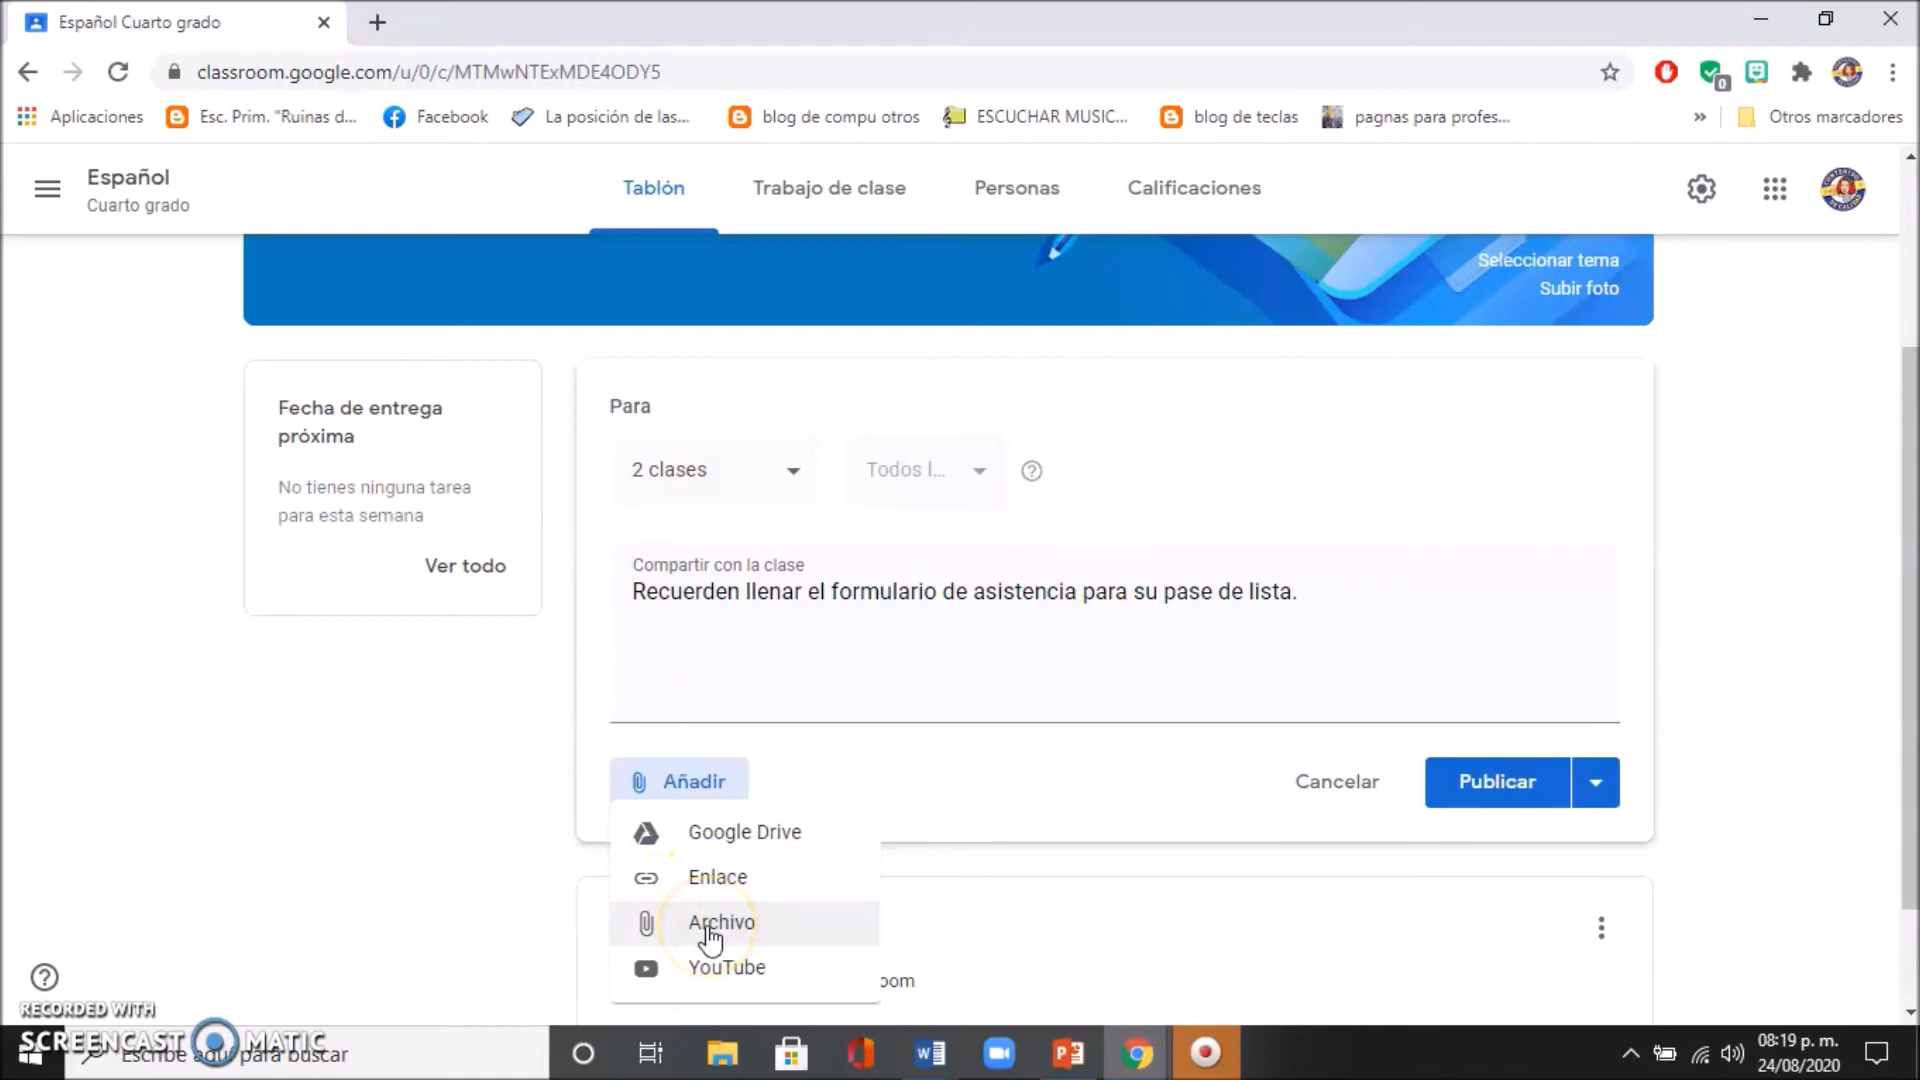 Español Cuarto grado
classroom.google.com/u/0/c/MTMwNTExMDE4ODY5
0
Aplicaciones
Esc. Prim. "Ruinas d...
Facebook
La posición de las...
blog de compu otros
ESCUCHAR MUSIC...
blog de teclas
pagnas para profes...
»
Otros marcadores
Español
Cuarto grado
Tablón
Trabajo de clase
Personas
Calificaciones
Seleccionar tema
Subir foto
Fecha de entrega
próxima
No tienes ninguna tarea
para esta semana
Ver todo
Para
2 clases
Todos l...
Compartir con la clase
Recuerden llenar el formulario de asistencia para su pase de lista.
Añadir
Cancelar
Publicar
Google Drive
Enlace
Archivo
YouTube
oom
RECORDED WITH
SCREENCAST MATIC
Escribe aquí para buscar
08:19 p. m.
24/08/2020